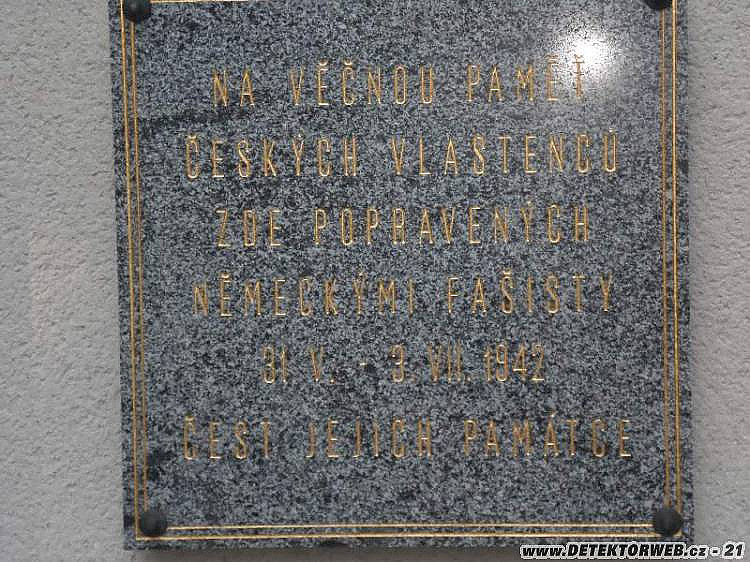 NA VĚČNOU PAMĚŤ
ČESKÝCH VLASTENCŮ
ZDE POPRAVENÝCH
NĚMECKÝMI FAŠISTY
31. V. - 3. VII. 1942
ČEST JEJICH PAMÁTCE
www.DETEKTORWEB.cz - 21